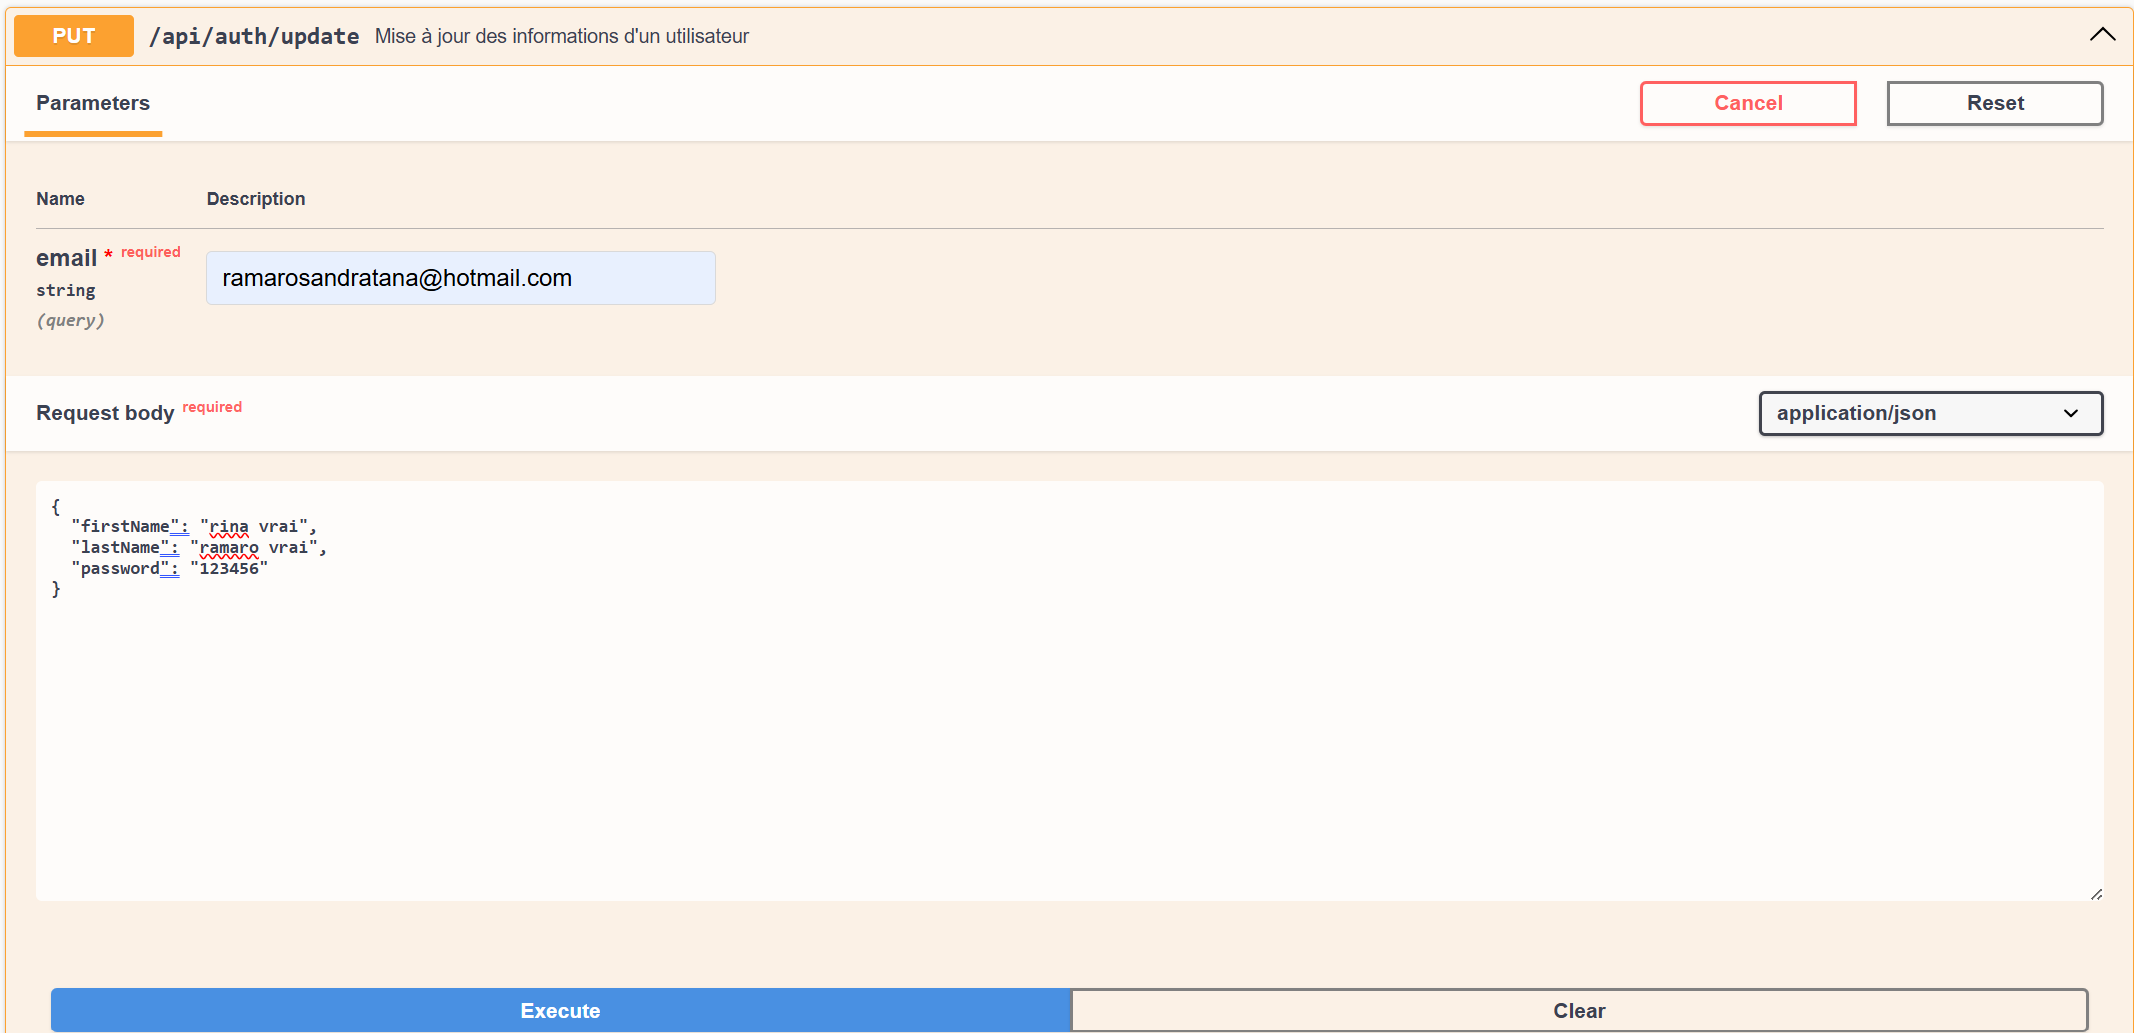 PUT /api/auth/update Mise à jour des informations d'un utilisateur
Parameters
Cancel
Reset
Name Description
email * required
string
(query)
ramarosandratana@hotmail.com
Request body required
application/json
{
  "firstName": "rina vrai",
  "lastName": "ramaro vrai",
  "password": "123456"
}
Execute
Clear